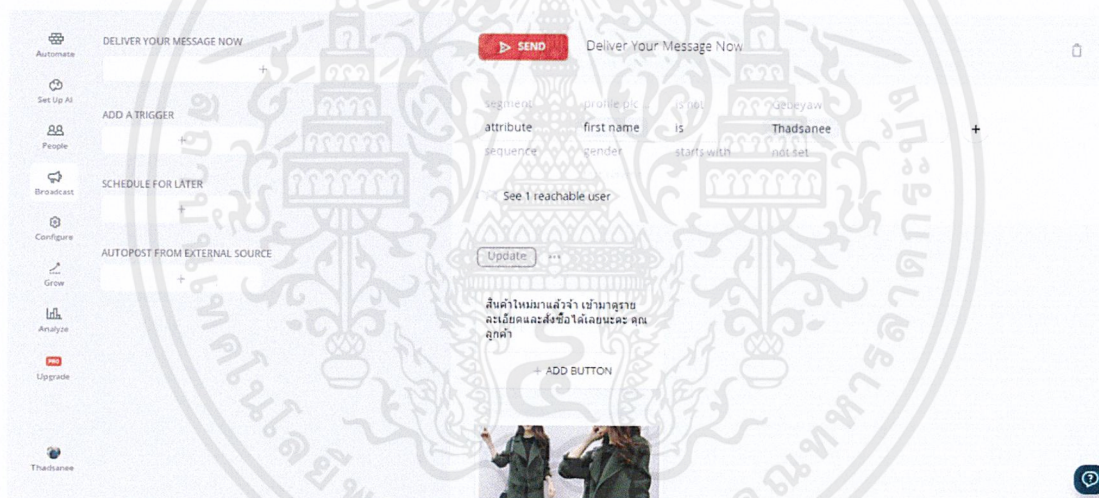 Automate
Set Up AI
People
Broadcast
Configure
Grow
Analyze
PRO
Upgrade
Thadsanee
DELIVER YOUR MESSAGE NOW
+
ADD A TRIGGER
+
SCHEDULE FOR LATER
+
AUTOPOST FROM EXTERNAL SOURCE
+
SEND Deliver Your Message Now
segment profile pic is not Gebeyaw
attribute first name is Thadsanee +
sequence gender starts with not set
See 1 reachable user
Update ...
สินค้าใหม่มาแล้วจ้า เข้ามาดูราย
ละเอียดและสั่งซื้อได้เลยนะคะ คุณ
ลูกค้า
+ ADD BUTTON